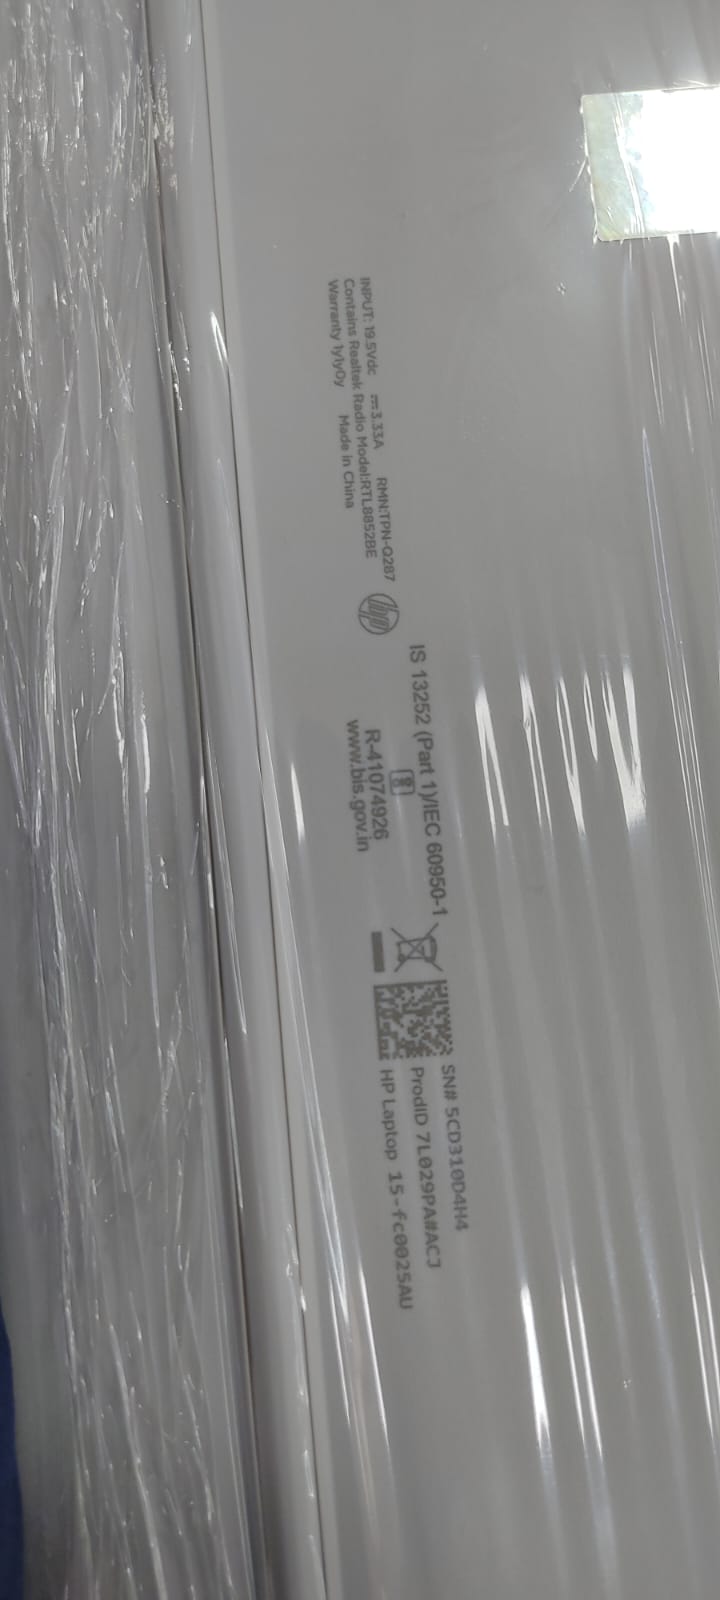 INPUT: 19.5Vdc ⎓3.33A RMN:TPN-Q287
Contains Realtek Radio Model:RTL8852BE
Warranty 1y1y0y Made in China
hp
IS 13252 (Part 1)/IEC 60950-1
R-41074926
www.bis.gov.in
SN# 5CD310D4H4
ProdID 7L029PA#ACJ
HP Laptop 15-fc0025AU